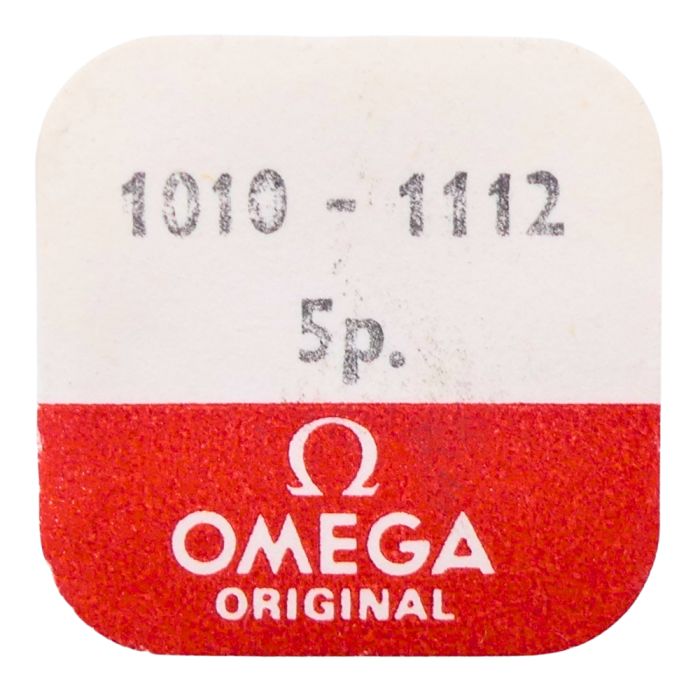 1010 - 1112
5p.
Ω
OMEGA
ORIGINAL